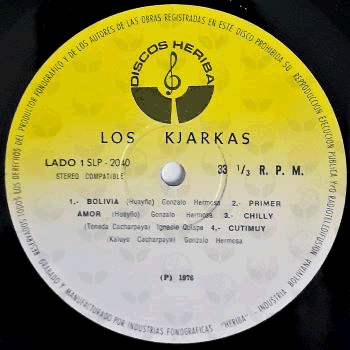 DISCOS HERIBA
LOS KJARKAS
LADO 1 SLP - 2040
STEREO COMPATIBLE
33 1/3 R. P. M.
1.- BOLIVIA (Huayño) Gonzalo Hermosa 2.- PRIMER
AMOR (Huayño) Gonzalo Hermosa 3.- CHILLY
(Tonada Cacharpaya) Ignacio Quispe 4.- CUTIMUY
(Kaluyo Cacharpaya) Gonzalo Hermosa
(P) 1976
RESERVADOS TODOS LOS DERECHOS DEL PRODUCTOR FONOGRAFICO Y DE LOS AUTORES DE LAS OBRAS REGISTRADAS EN ESTE DISCO PROHIBIDA SU REPRODUCCION EJECUCION PUBLICA Y/O RADIOTELEDIFUSION
GRABADO Y MANUFACTURADO POR INDUSTRIAS FONOGRAFICAS "HERIBA" - INDUSTRIA BOLIVIANA